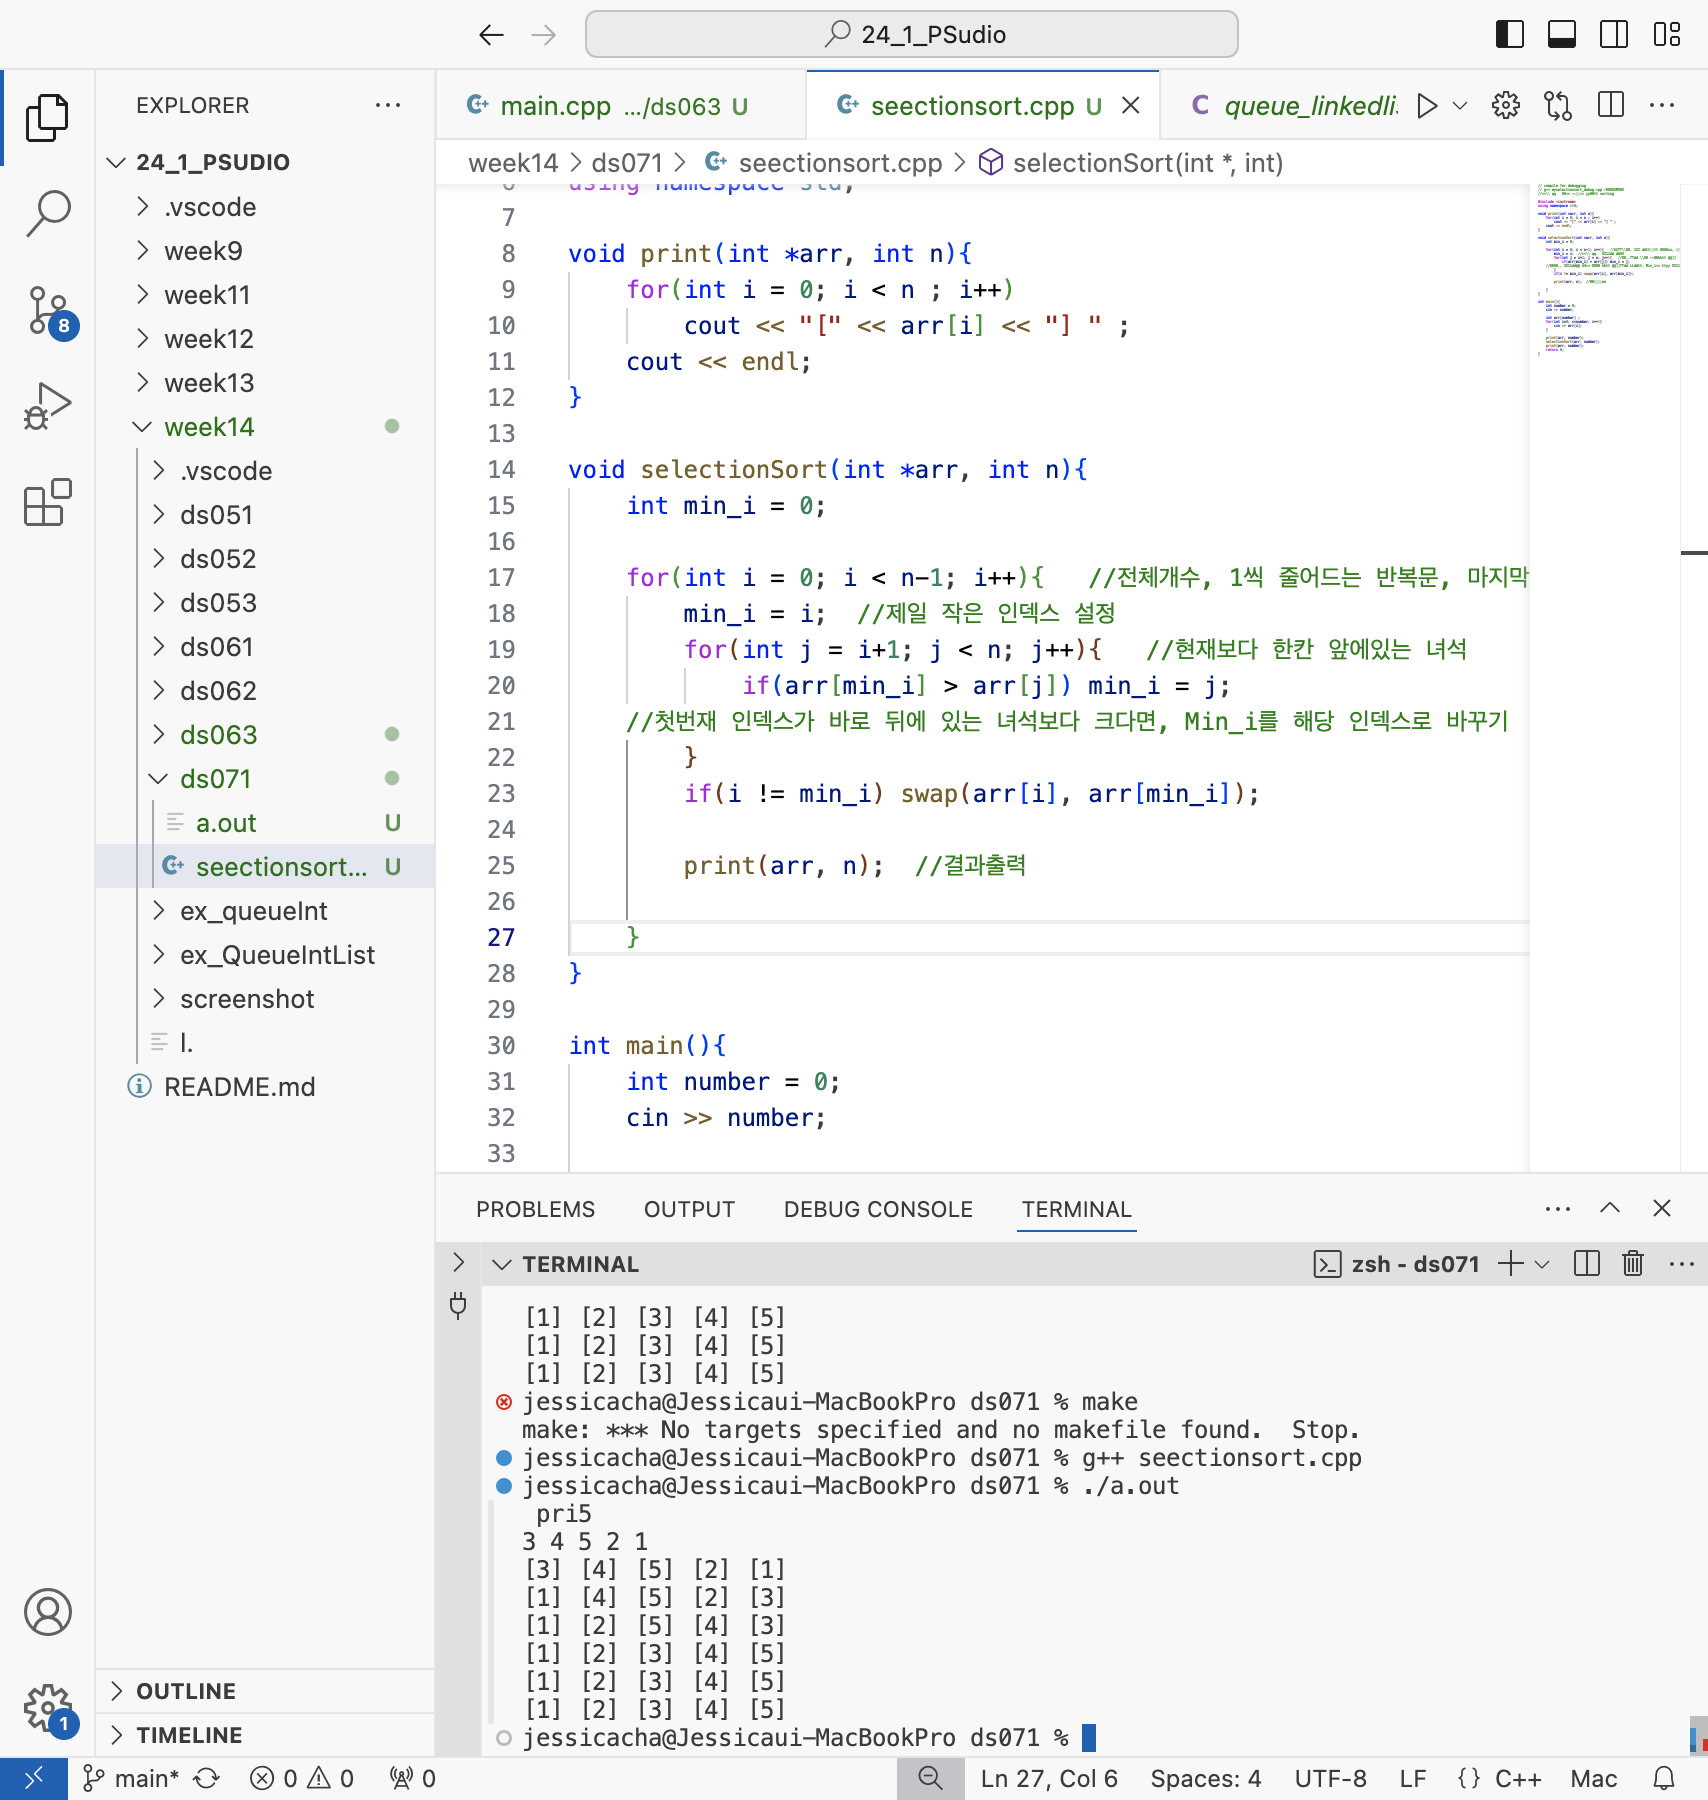 24_1_PSudio
EXPLORER
main.cpp .../ds063 U
seectionsort.cpp U
queue_linkedli
24_1_PSUDIO
week14 > ds071 > seectionsort.cpp > selectionSort(int *, int)
.vscode
week9
week11
week12
week13
week14
.vscode
ds051
ds052
ds053
ds061
ds062
ds063
ds071
a.out U
seectionsort... U
ex_queueInt
ex_QueueIntList
screenshot
l.
README.md
OUTLINE
TIMELINE
8
1
6 using namespace std;
7
8 void print(int *arr, int n){
9 for(int i = 0; i < n ; i++)
10 cout << "[" << arr[i] << "] " ;
11 cout << endl;
12 }
13
14 void selectionSort(int *arr, int n){
15 int min_i = 0;
16
17 for(int i = 0; i < n-1; i++){ //전체개수, 1씩 줄어드는 반복문, 마지막
18 min_i = i; //제일 작은 인덱스 설정
19 for(int j = i+1; j < n; j++){ //현재보다 한칸 앞에있는 녀석
20 if(arr[min_i] > arr[j]) min_i = j;
21 //첫번재 인덱스가 바로 뒤에 있는 녀석보다 크다면, Min_i를 해당 인덱스로 바꾸기
22 }
23 if(i != min_i) swap(arr[i], arr[min_i]);
24
25 print(arr, n); //결과출력
26
27 }
28 }
29
30 int main(){
31 int number = 0;
32 cin >> number;
33
PROBLEMS OUTPUT DEBUG CONSOLE TERMINAL
TERMINAL
zsh - ds071
[1] [2] [3] [4] [5]
[1] [2] [3] [4] [5]
[1] [2] [3] [4] [5]
jessicacha@Jessicaui-MacBookPro ds071 % make
make: *** No targets specified and no makefile found.  Stop.
jessicacha@Jessicaui-MacBookPro ds071 % g++ seectionsort.cpp
jessicacha@Jessicaui-MacBookPro ds071 % ./a.out
pri5
3 4 5 2 1
[3] [4] [5] [2] [1]
[1] [4] [5] [2] [3]
[1] [2] [5] [4] [3]
[1] [2] [3] [4] [5]
[1] [2] [3] [4] [5]
[1] [2] [3] [4] [5]
jessicacha@Jessicaui-MacBookPro ds071 %
main* 0 0 0 Ln 27, Col 6 Spaces: 4 UTF-8 LF {} C++ Mac